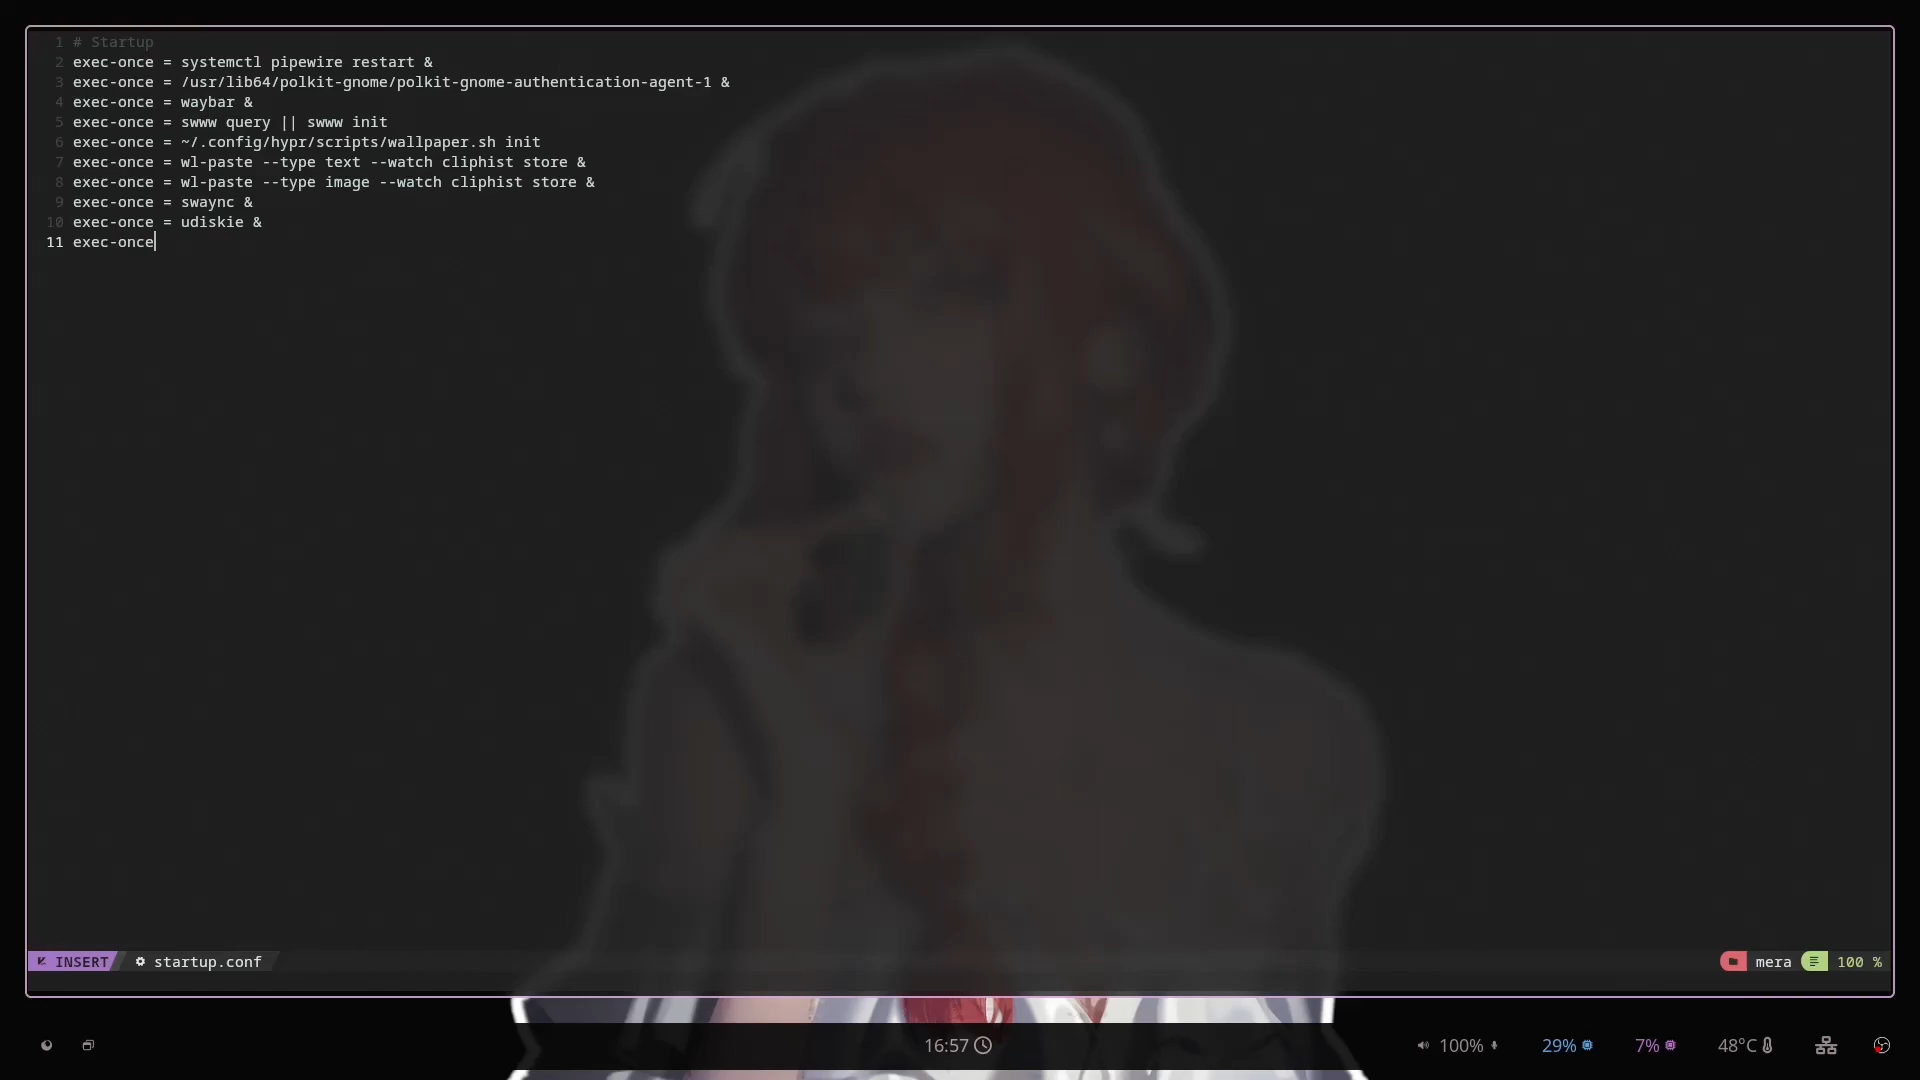 1 # Startup
2 exec-once = systemctl pipewire restart &
3 exec-once = /usr/lib64/polkit-gnome/polkit-gnome-authentication-agent-1 &
4 exec-once = waybar &
5 exec-once = swww query || swww init
6 exec-once = ~/.config/hypr/scripts/wallpaper.sh init
7 exec-once = wl-paste --type text --watch cliphist store &
8 exec-once = wl-paste --type image --watch cliphist store &
9 exec-once = swaync &
10 exec-once = udiskie &
11 exec-once
INSERT startup.conf mera 100 %
16:57 100% 29% 7% 48°C